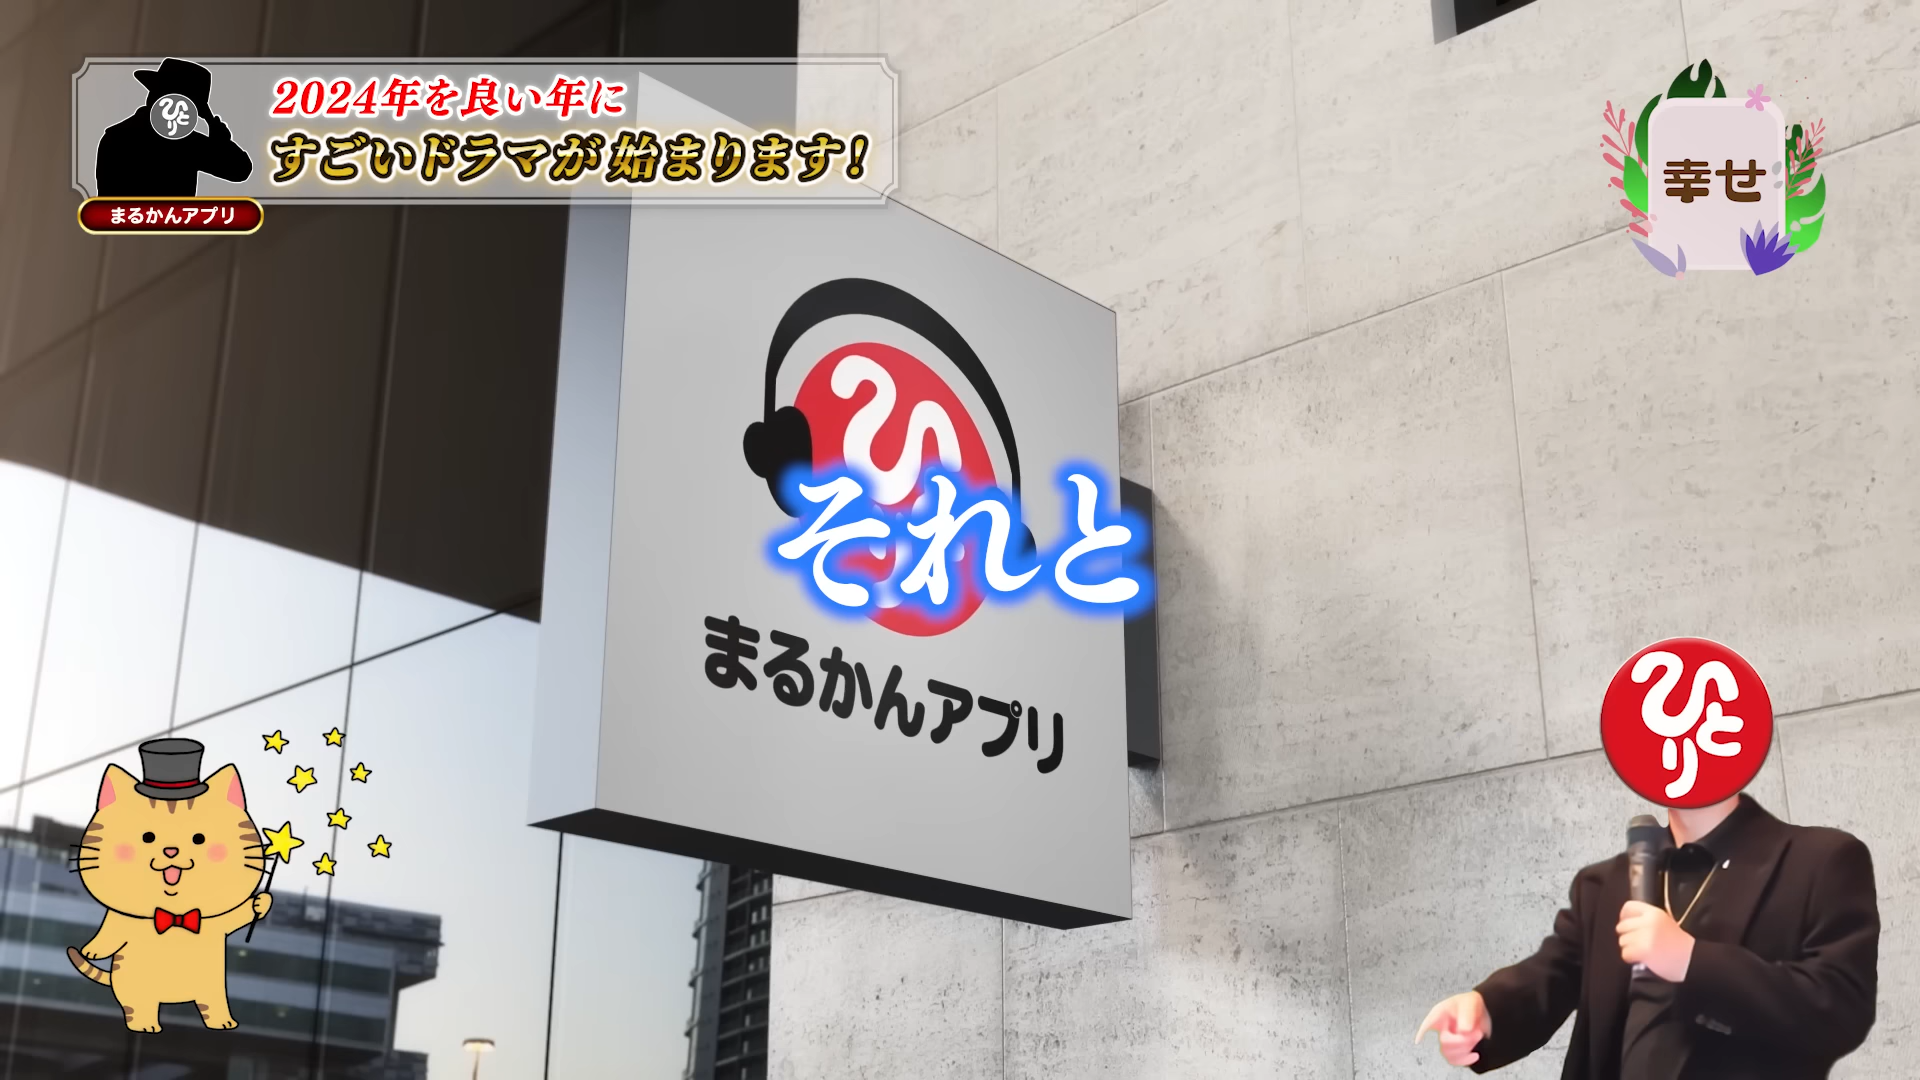 ひとり
2024年を良い年に
すごいドラマが始まります!
まるかんアプリ
幸せ
ひ
それと
まるかんアプリ
ひとり